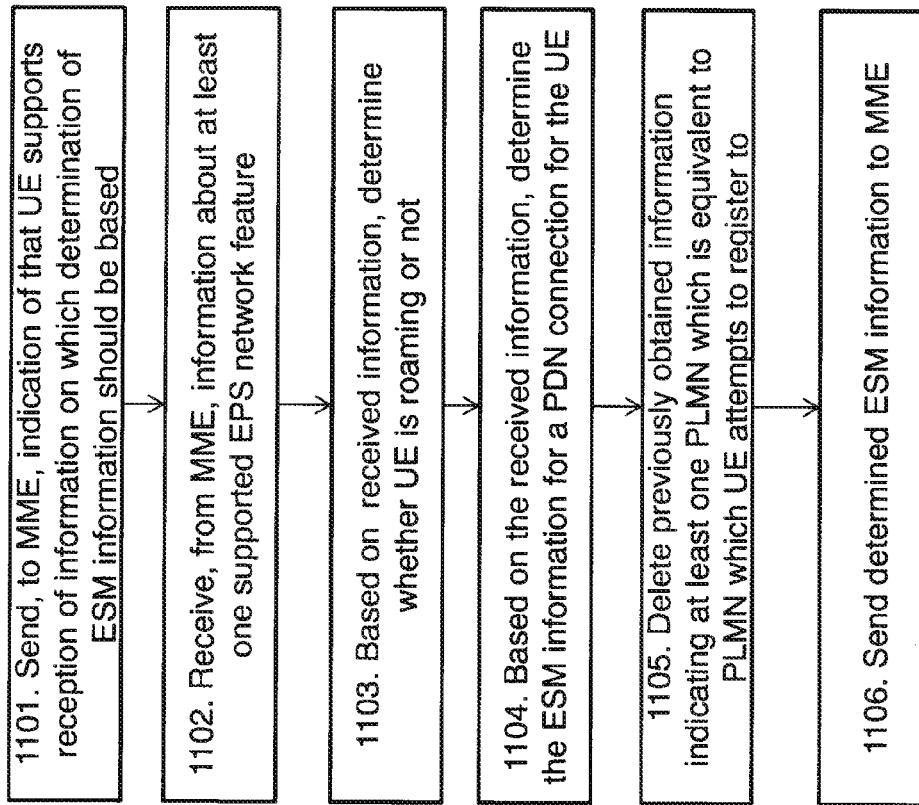 1101. Send, to MME, indication of that UE supports
reception of information on which determination of
ESM information should be based
1102. Receive, from MME, information about at least
one supported EPS network feature
1103. Based on received information, determine
whether UE is roaming or not
1104. Based on the received information, determine
the ESM information for a PDN connection for the UE
1105. Delete previously obtained information
indicating at least one PLMN which is equivalent to
PLMN which UE attempts to register to
1106. Send determined ESM information to MME